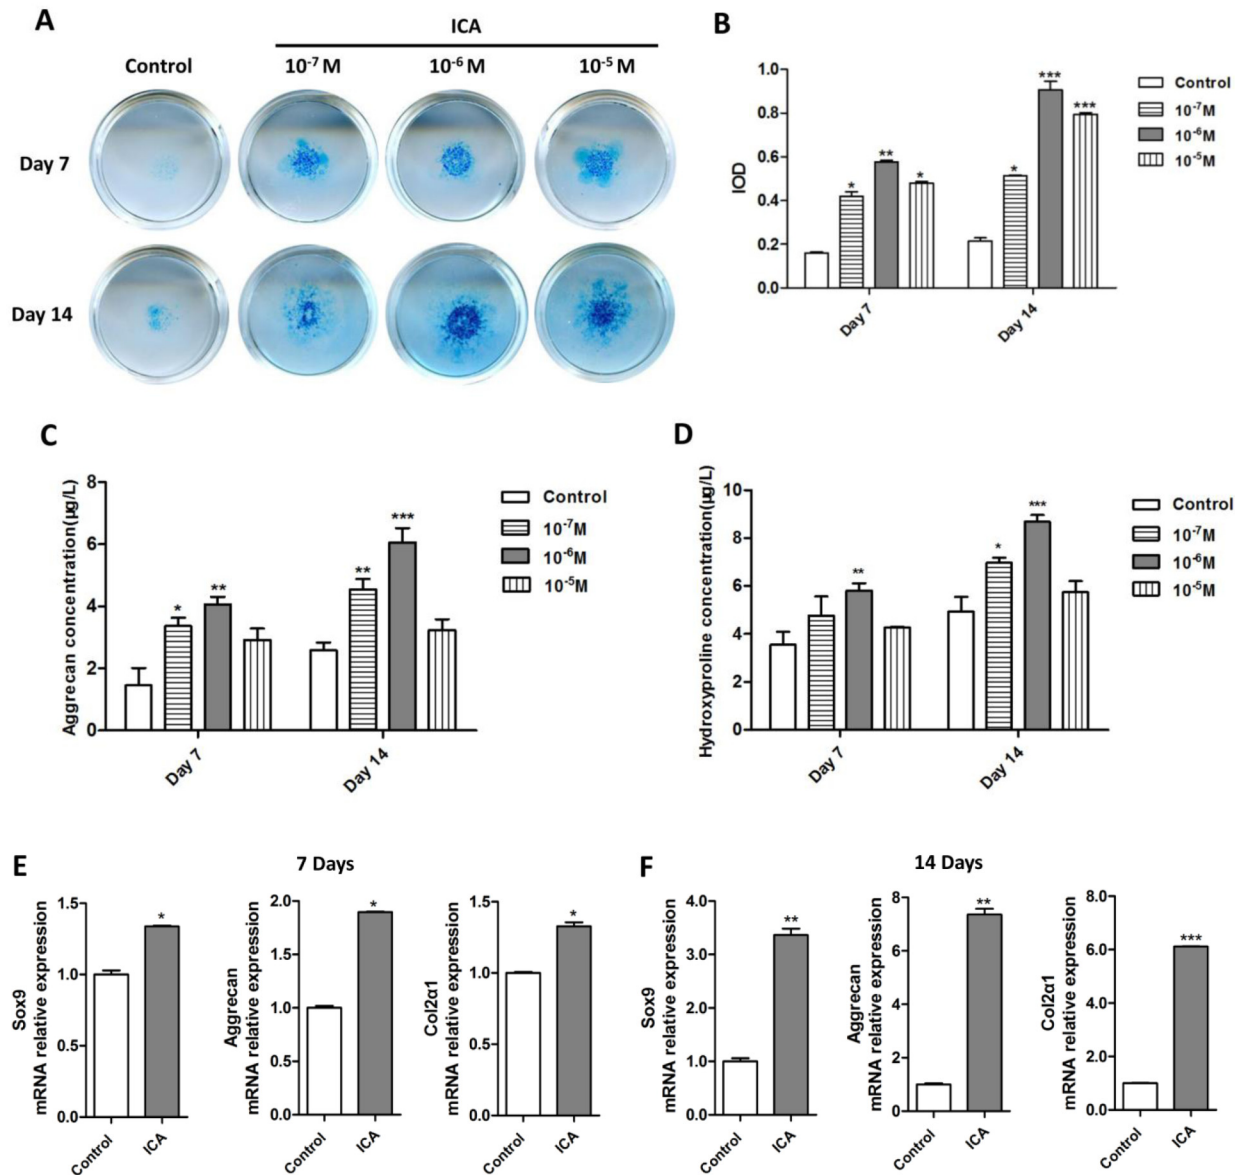 A
ICA
Control
10⁻⁷ M
10⁻⁶ M
10⁻⁵ M
Day 7
Day 14
B
IOD
1.0
0.8
0.6
0.4
0.2
0.0
*
**
*
*
***
***
Day 7
Day 14
Control
10⁻⁷M
10⁻⁶M
10⁻⁵M
C
Aggrecan concentration(µg/L)
8
6
4
2
0
*
**
**
***
Day 7
Day 14
Control
10⁻⁷M
10⁻⁶M
10⁻⁵M
D
Hydroxyproline concentration(µg/L)
10
8
6
4
2
0
**
*
***
Day 7
Day 14
Control
10⁻⁷M
10⁻⁶M
10⁻⁵M
E
7 Days
Sox9
mRNA relative expression
1.5
1.0
0.5
0.0
*
Control
ICA
Aggrecan
mRNA relative expression
2.0
1.5
1.0
0.5
0.0
*
Control
ICA
Col2α1
mRNA relative expression
1.5
1.0
0.5
0.0
*
Control
ICA
F
14 Days
Sox9
mRNA relative expression
4.0
3.0
2.0
1.0
0.0
**
Control
ICA
Aggrecan
mRNA relative expression
8
6
4
2
0
**
Control
ICA
Col2α1
mRNA relative expression
8.0
6.0
4.0
2.0
0.0
***
Control
ICA